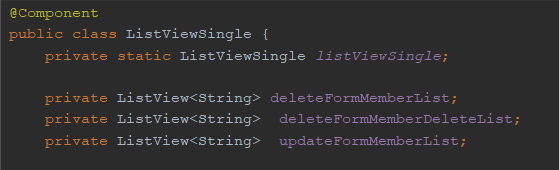 @Component
public class ListViewSingle {
    private static ListViewSingle listViewSingle;
    private ListView<String> deleteFormMemberList;
    private ListView<String>  deleteFormMemberDeleteList;
    private ListView<String>  updateFormMemberList;